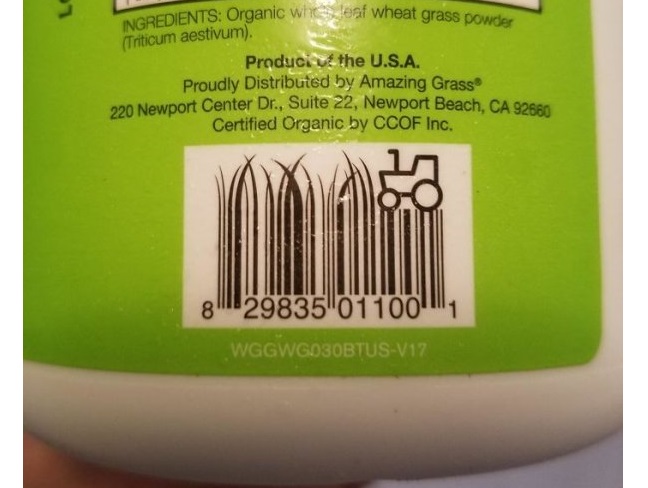 INGREDIENTS: Organic whole leaf wheat grass powder
(Triticum aestivum).
Product of the U.S.A.
Proudly Distributed by Amazing Grass®
220 Newport Center Dr., Suite 22, Newport Beach, CA 92660
Certified Organic by CCOF Inc.
8 29835 01100 1
WGGWG030BTUS-V17